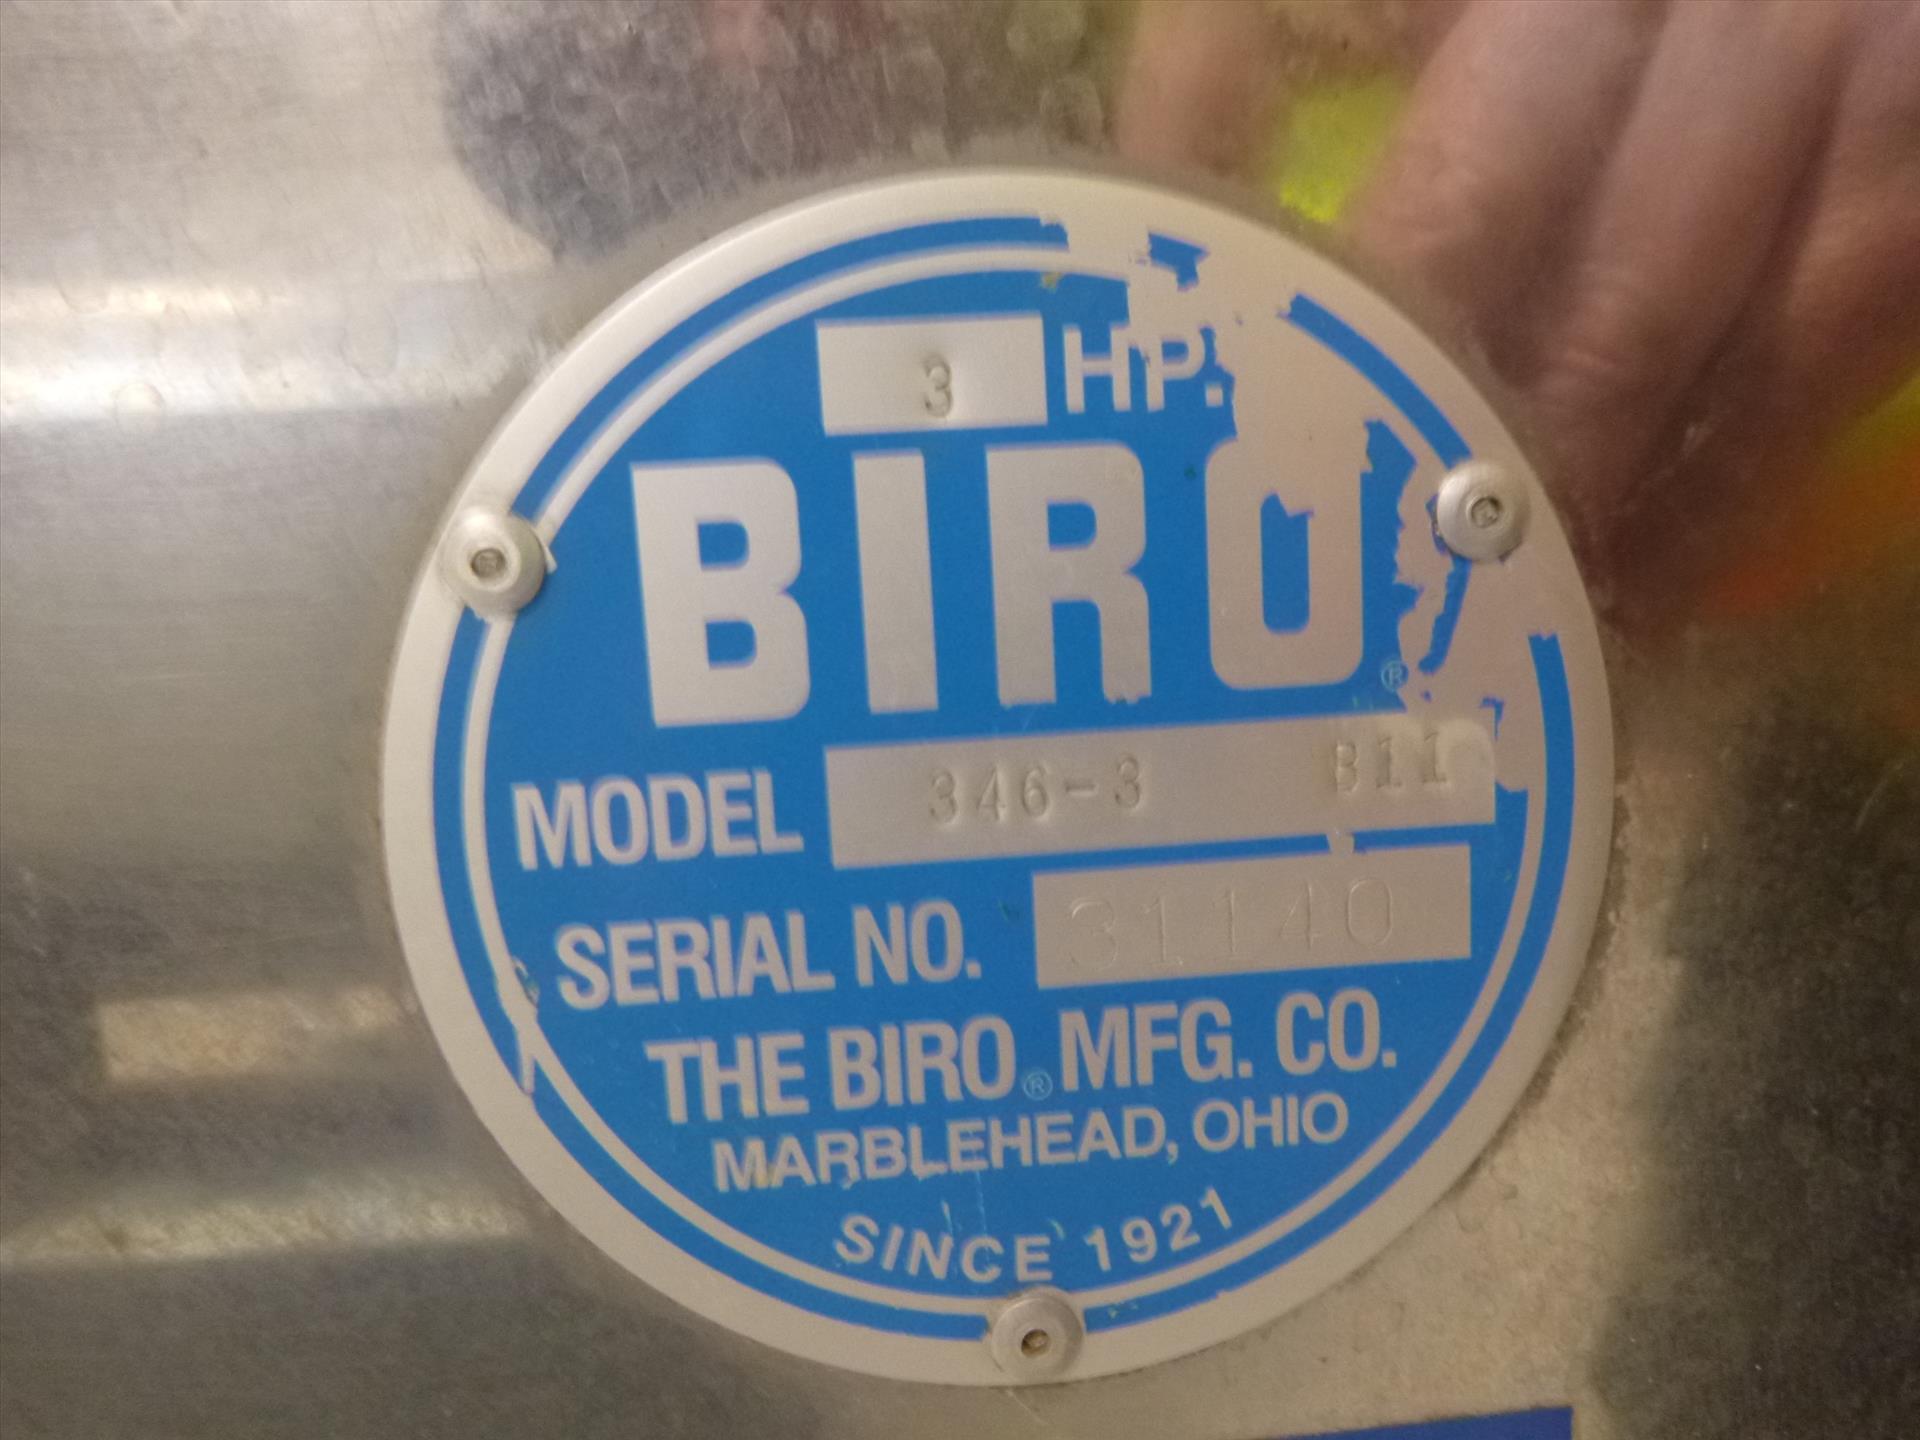 3 HP.
BIRO®
MODEL 346-3 B11
SERIAL NO. 31140
THE BIRO® MFG. CO.
MARBLEHEAD, OHIO
SINCE 1921